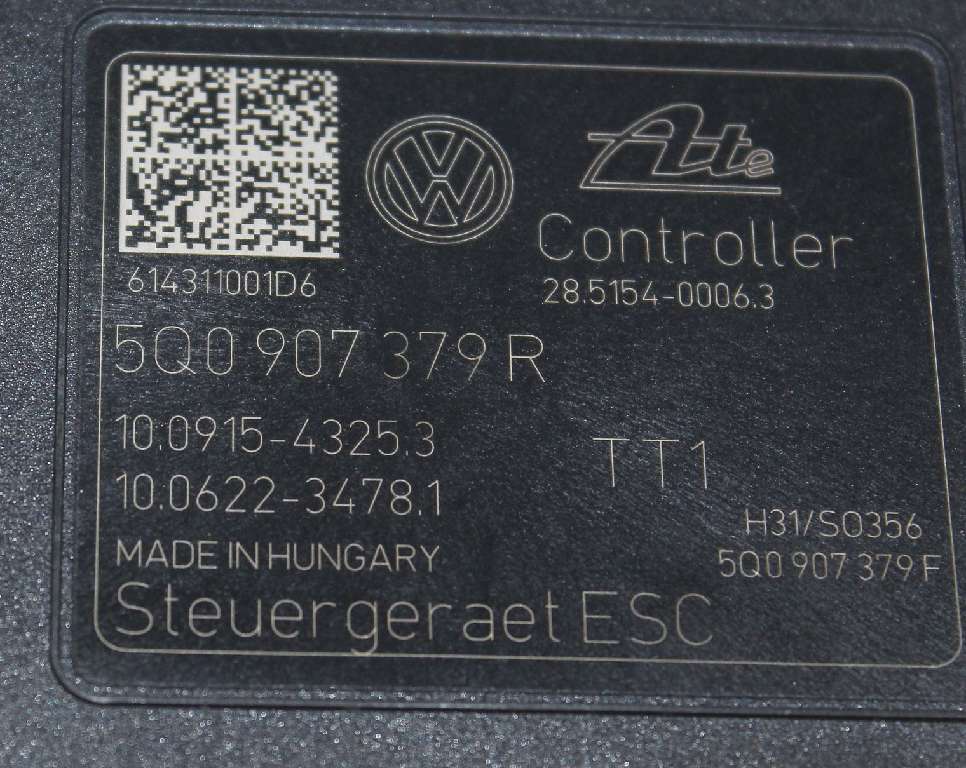 Ate
Controller
614311001D6
28.5154-0006.3
5Q0 907 379 R
10.0915-4325.3
TT1
10.0622-3478.1
H31/S0356
MADE IN HUNGARY
5Q0 907 379 F
Steuergeraet ESC